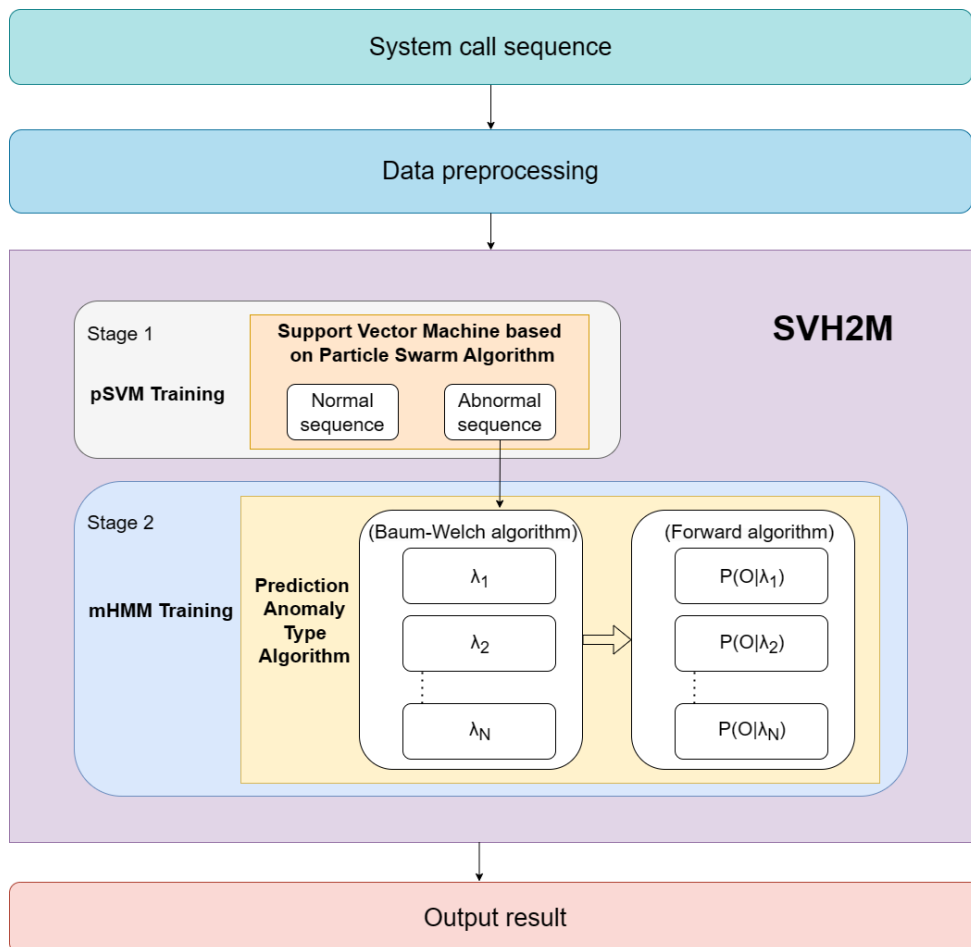 System call sequence
Data preprocessing
SVH2M
Stage 1
pSVM Training
Support Vector Machine based
on Particle Swarm Algorithm
Normal
sequence
Abnormal
sequence
Stage 2
mHMM Training
Prediction
Anomaly
Type
Algorithm
(Baum-Welch algorithm)
λ₁
λ₂
λ_N
(Forward algorithm)
P(O|λ₁)
P(O|λ₂)
P(O|λ_N)
Output result